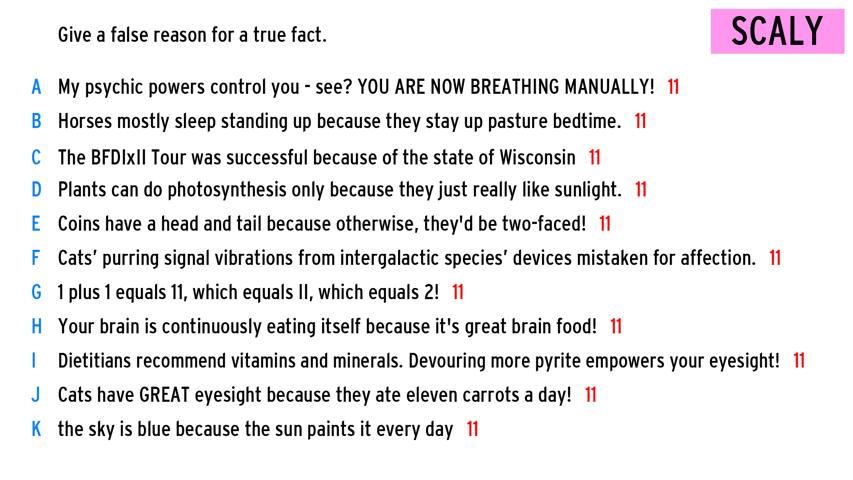 Give a false reason for a true fact.
SCALY
A My psychic powers control you - see? YOU ARE NOW BREATHING MANUALLY! 11
B Horses mostly sleep standing up because they stay up pasture bedtime. 11
C The BFDIxII Tour was successful because of the state of Wisconsin 11
D Plants can do photosynthesis only because they just really like sunlight. 11
E Coins have a head and tail because otherwise, they'd be two-faced! 11
F Cats’ purring signal vibrations from intergalactic species’ devices mistaken for affection. 11
G 1 plus 1 equals 11, which equals II, which equals 2! 11
H Your brain is continuously eating itself because it's great brain food! 11
I Dietitians recommend vitamins and minerals. Devouring more pyrite empowers your eyesight! 11
J Cats have GREAT eyesight because they ate eleven carrots a day! 11
K the sky is blue because the sun paints it every day 11